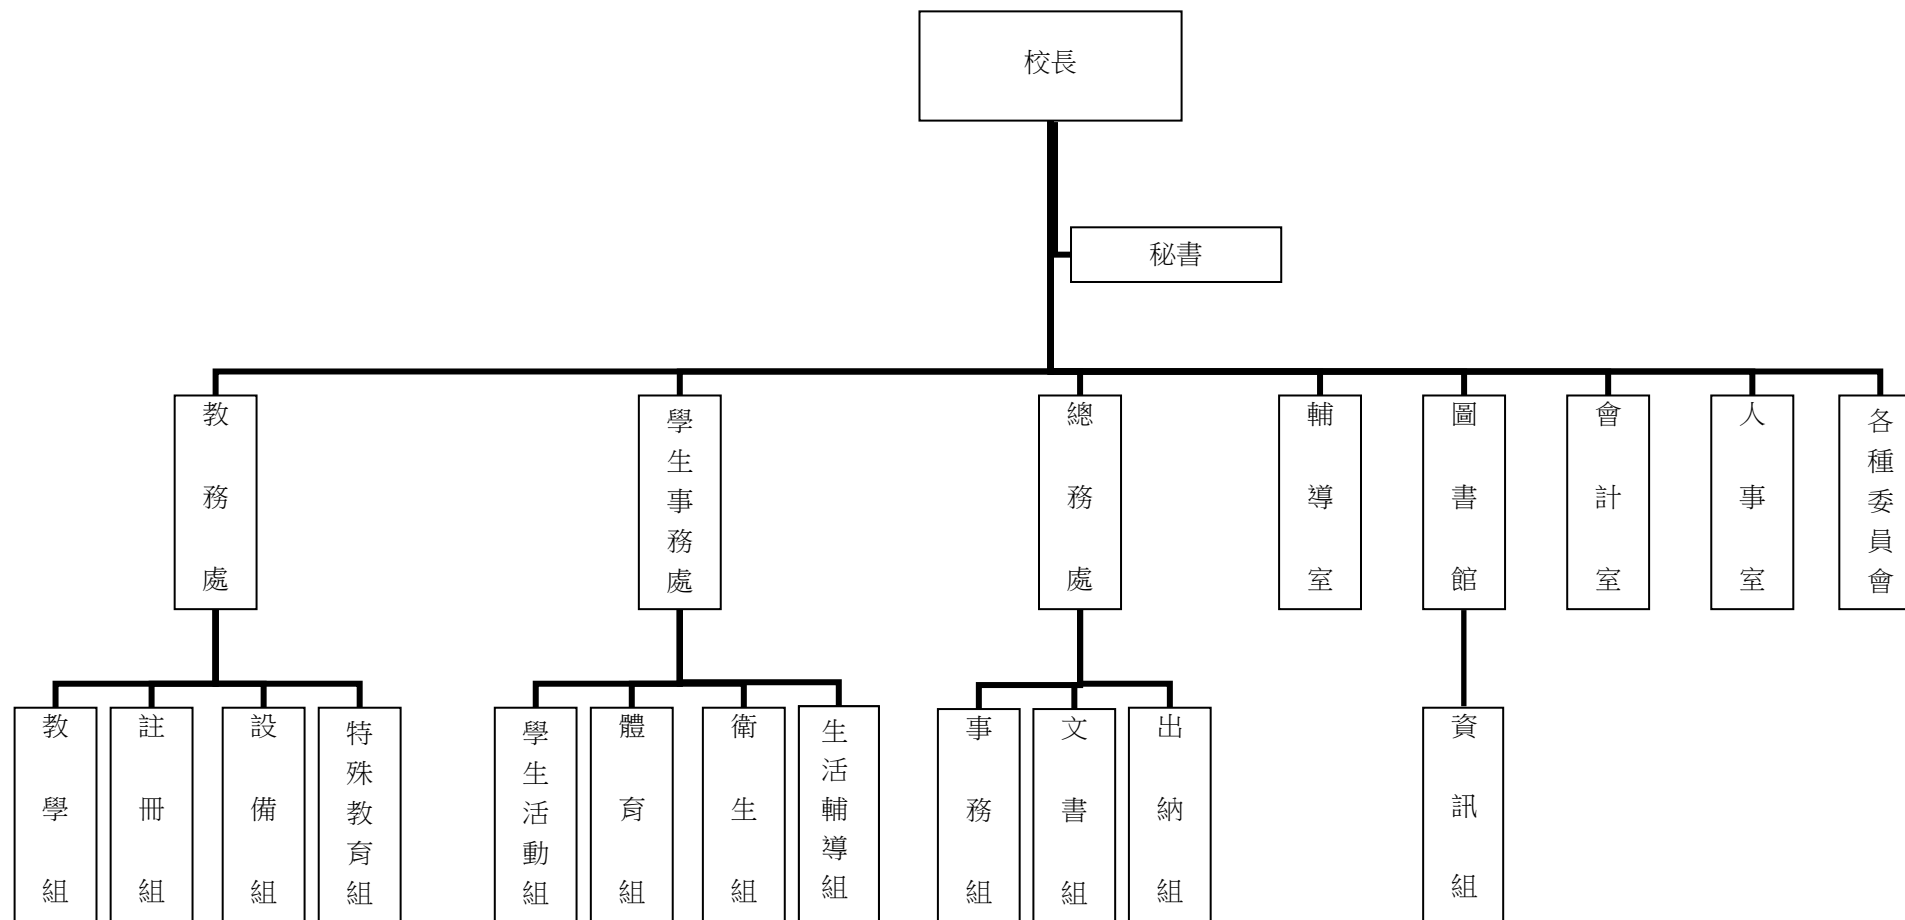 校長
秘書
教務處
學生事務處
總務處
輔導室
圖書館
會計室
人事室
各種委員會
教學組
註冊組
設備組
特殊教育組
學生活動組
體育組
衛生組
生活輔導組
事務組
文書組
出納組
資訊組